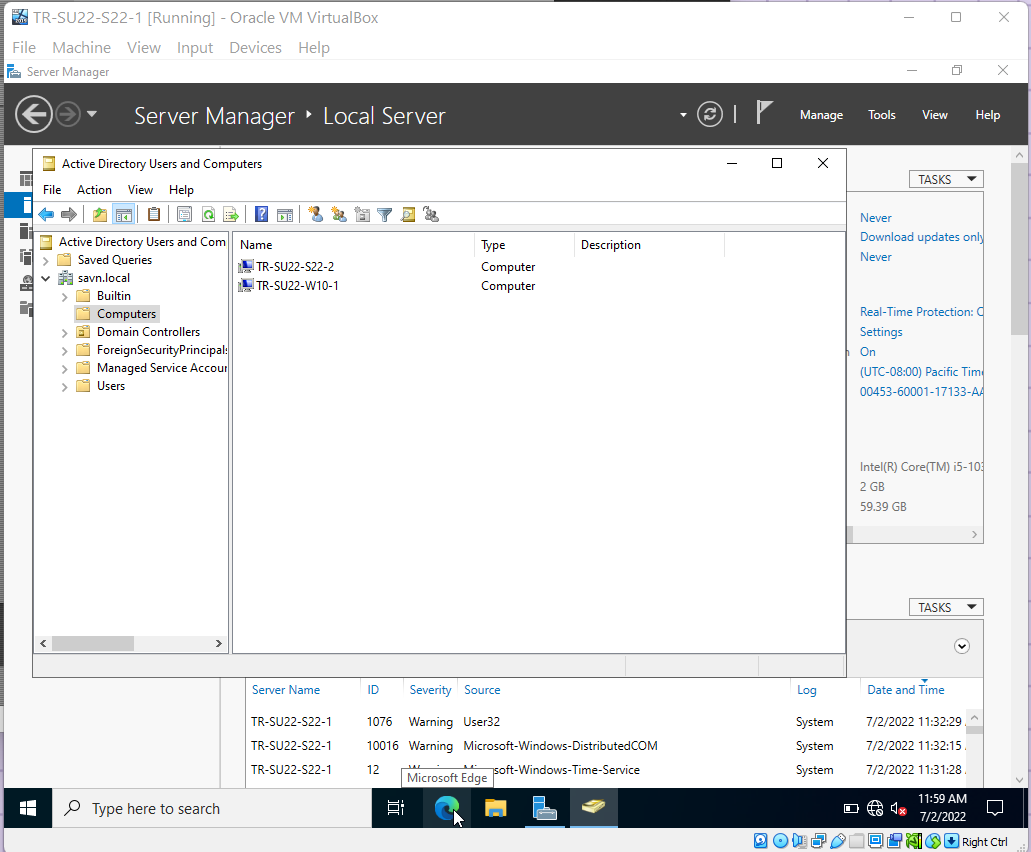 TR-SU22-S22-1 [Running] - Oracle VM VirtualBox
File Machine View Input Devices Help
Server Manager
Server Manager Local Server
Manage Tools View Help
Active Directory Users and Computers
File Action View Help
TASKS
Never
Download updates only
Never
Real-Time Protection: O
Settings
On
(UTC-08:00) Pacific Time
00453-60001-17133-AA
Intel(R) Core(TM) i5-103
2 GB
59.39 GB
Active Directory Users and Com
Saved Queries
savn.local
Builtin
Computers
Domain Controllers
ForeignSecurityPrincipals
Managed Service Accour
Users
Name Type Description
TR-SU22-S22-2 Computer
TR-SU22-W10-1 Computer
TASKS
Server Name ID Severity Source Log Date and Time
TR-SU22-S22-1 1076 Warning User32 System 7/2/2022 11:32:29
TR-SU22-S22-1 10016 Warning Microsoft-Windows-DistributedCOM System 7/2/2022 11:32:15
TR-SU22-S22-1 12 Warning Microsoft-Windows-Time-Service System 7/2/2022 11:31:28
Microsoft Edge
Type here to search
11:59 AM
7/2/2022
Right Ctrl